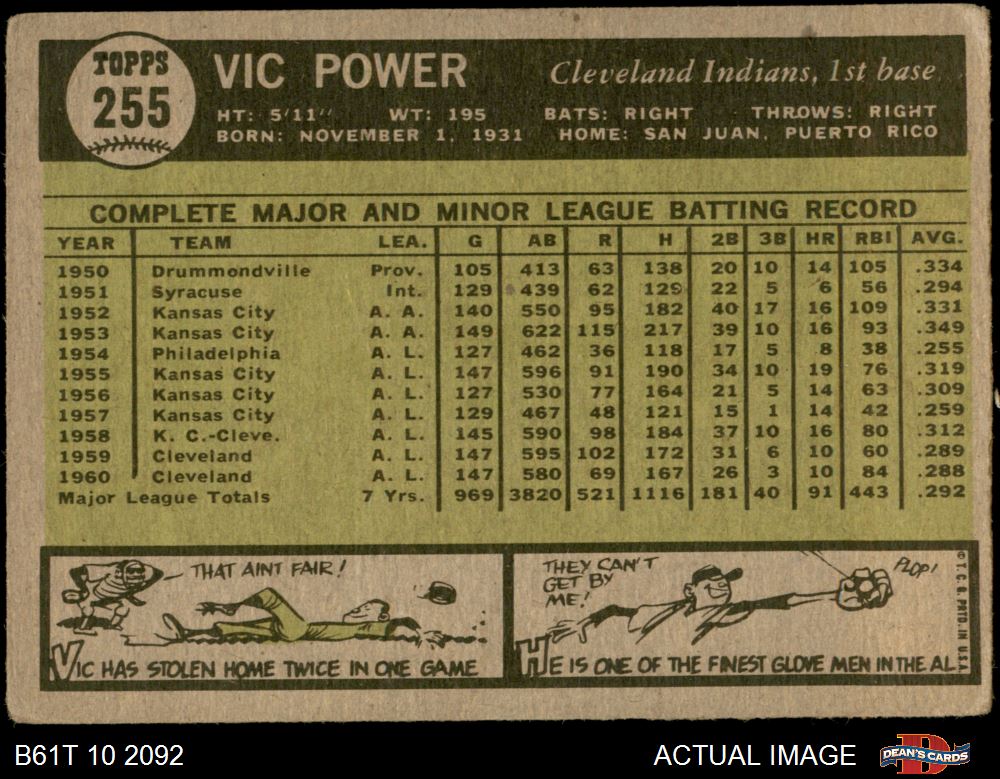 TOPPS
255
VIC POWER
Cleveland Indians, 1st base
HT: 5'11" WT: 195 BATS: RIGHT THROWS: RIGHT
BORN: NOVEMBER 1, 1931 HOME: SAN JUAN, PUERTO RICO
COMPLETE MAJOR AND MINOR LEAGUE BATTING RECORD
YEAR TEAM LEA. G AB R H 2B 3B HR RBI AVG.
1950 Drummondville Prov. 105 413 63 138 20 10 14 105 .334
1951 Syracuse Int. 129 439 62 129 22 5 6 56 .294
1952 Kansas City A. A. 140 550 95 182 40 17 16 109 .331
1953 Kansas City A. A. 149 622 115 217 39 10 16 93 .349
1954 Philadelphia A. L. 127 462 36 118 17 5 8 38 .255
1955 Kansas City A. L. 147 596 91 190 34 10 19 76 .319
1956 Kansas City A. L. 127 530 77 164 21 5 14 63 .309
1957 Kansas City A. L. 129 467 48 121 15 1 14 42 .259
1958 K. C.-Cleve. A. L. 145 590 98 184 37 10 16 80 .312
1959 Cleveland A. L. 147 595 102 172 31 6 10 60 .289
1960 Cleveland A. L. 147 580 69 167 26 3 10 84 .288
Major League Totals 7 Yrs. 969 3820 521 1116 181 40 91 443 .292
THAT AINT FAIR!
VIC HAS STOLEN HOME TWICE IN ONE GAME
THEY CAN'T
GET BY
ME!
PLOP!
HE IS ONE OF THE FINEST GLOVE MEN IN THE AL.
© T. C. G. PRTD. IN U.S.A.
B61T 10 2092
ACTUAL IMAGE
D
DEAN'S CARDS